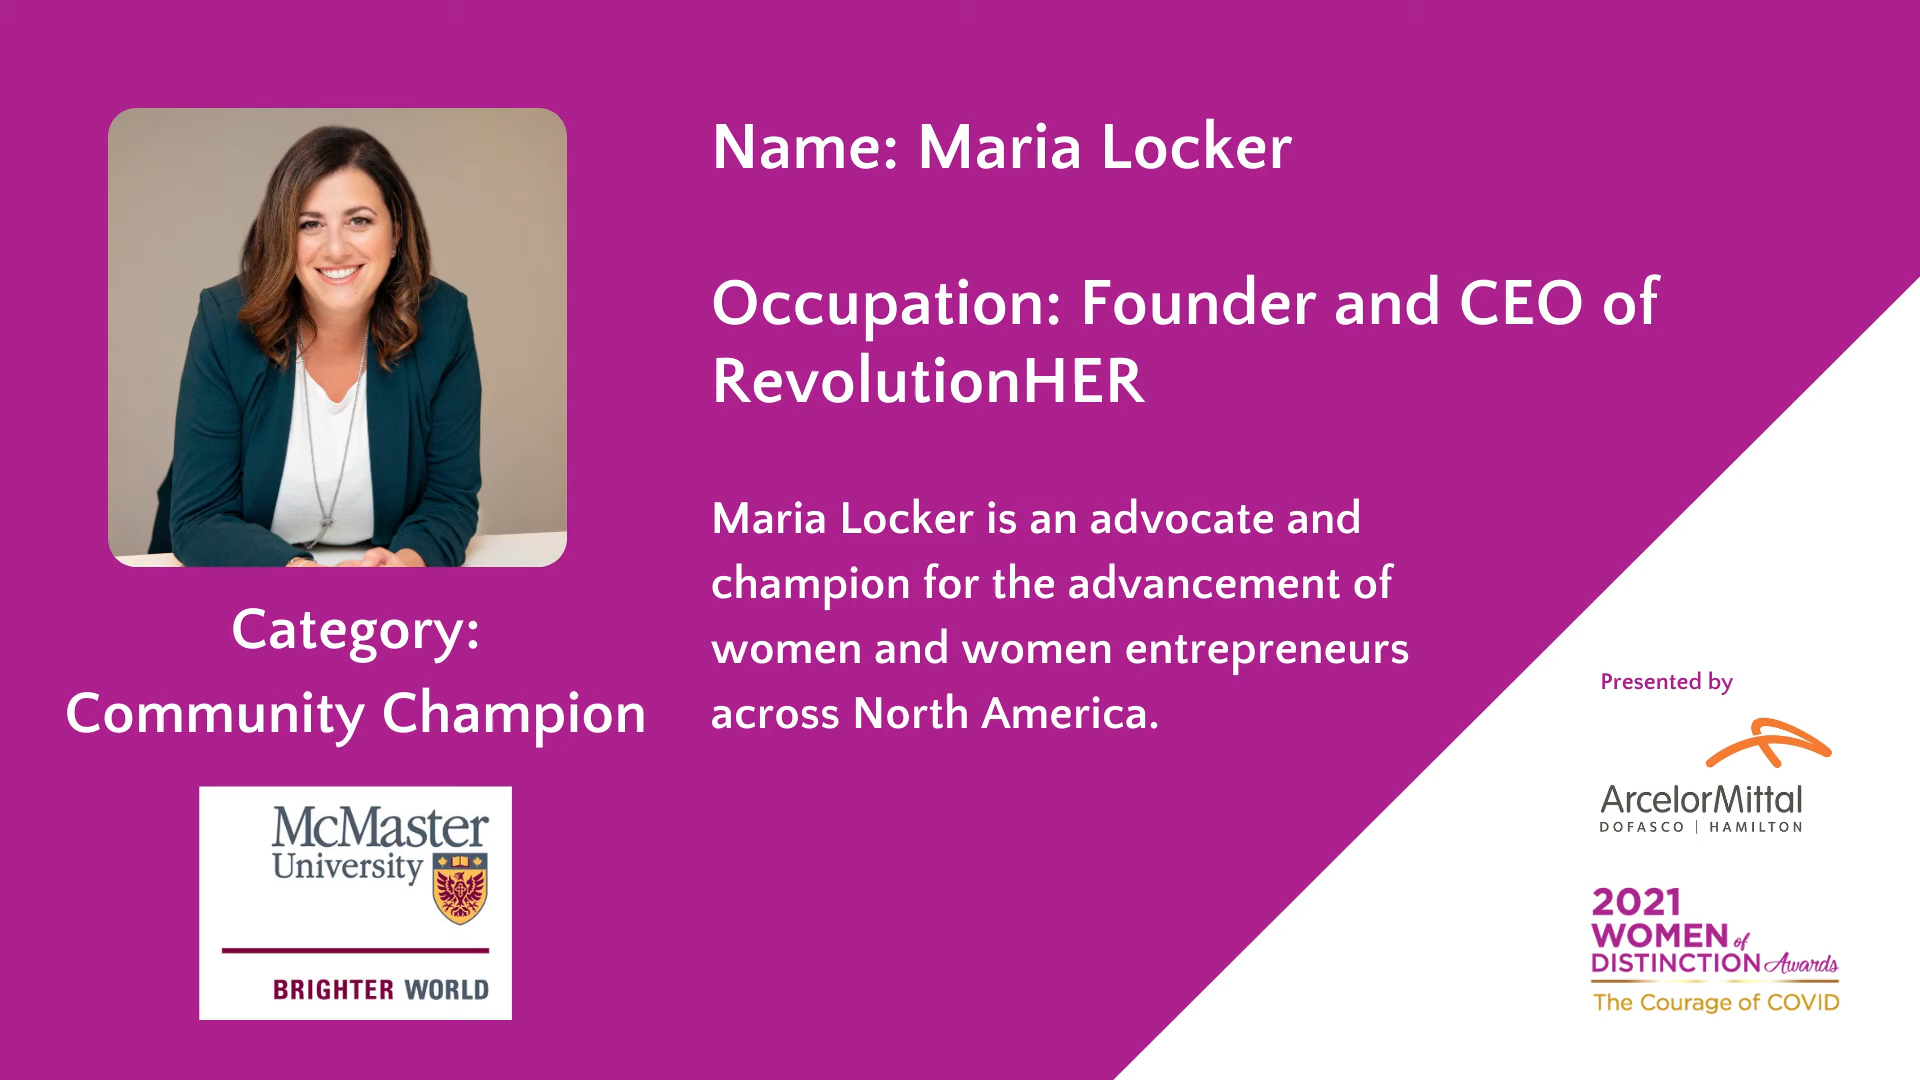 Name: Maria Locker
Occupation: Founder and CEO of
RevolutionHER
Maria Locker is an advocate and
champion for the advancement of
women and women entrepreneurs
across North America.
Category:
Community Champion
McMaster
University
BRIGHTER WORLD
Presented by
ArcelorMittal
DOFASCO | HAMILTON
2021
WOMEN of
DISTINCTION Awards
The Courage of COVID